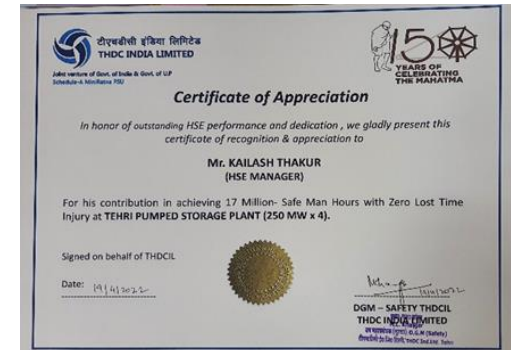 टीएचडीसी इंडिया लिमिटेड
THDC INDIA LIMITED
Joint venture of Govt. of India & Govt. of U.P
Schedule-A MiniRatna PSU
150
YEARS OF
CELEBRATING
THE MAHATMA
Certificate of Appreciation
In honor of outstanding HSE performance and dedication , we gladly present this
certificate of recognition & appreciation to
Mr. KAILASH THAKUR
(HSE MANAGER)
For his contribution in achieving 17 Million- Safe Man Hours with Zero Lost Time
Injury at TEHRI PUMPED STORAGE PLANT (250 MW x 4).
Signed on behalf of THDCIL
Date: 19/4/2022
19/4/2022
DGM – SAFETY THDCIL
THDC INDIA LIMITED
D.G.M (Safety)